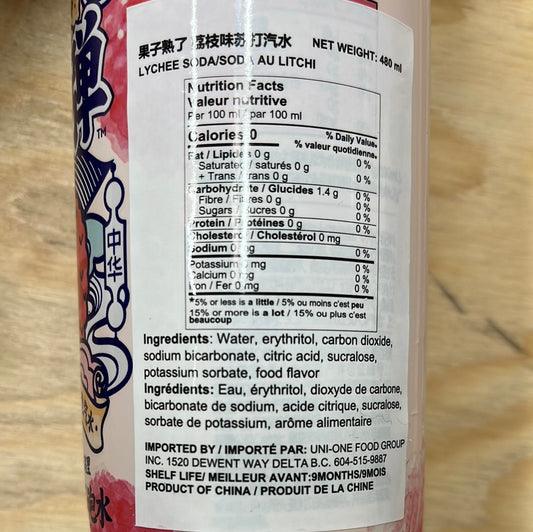 果子熟了 荔枝味苏打汽水 NET WEIGHT: 480 ml
LYCHEE SODA/SODA AU LITCHI
Nutrition Facts
Valeur nutritive
Per 100 ml / par 100 ml
Calories 0
% Daily Value*
% valeur quotidienne*
Fat / Lipides 0 g 0 %
Saturated / saturés 0 g
+ Trans / trans 0 g 0 %
Carbohydrate / Glucides 1.4 g 0 %
Fibre / Fibres 0 g 0 %
Sugars / Sucres 0 g 0 %
Protein / Protéines 0 g
Cholesterol / Cholestérol 0 mg
Sodium 0 mg 0 %
Potassium 0 mg 0 %
Calcium 0 mg 0 %
Iron / Fer 0 mg 0 %
*5% or less is a little / 5% ou moins c'est peu
15% or more is a lot / 15% ou plus c'est
beaucoup
Ingredients: Water, erythritol, carbon dioxide,
sodium bicarbonate, citric acid, sucralose,
potassium sorbate, food flavor
Ingrédients: Eau, érythritol, dioxyde de carbone,
bicarbonate de sodium, acide citrique, sucralose,
sorbate de potassium, arôme alimentaire
IMPORTED BY / IMPORTÉ PAR: UNI-ONE FOOD GROUP
INC. 1520 DEWENT WAY DELTA B.C. 604-515-9887
SHELF LIFE/ MEILLEUR AVANT:9MONTHS/9MOIS
PRODUCT OF CHINA / PRODUIT DE LA CHINE
弹
TM
中华
汽水
水